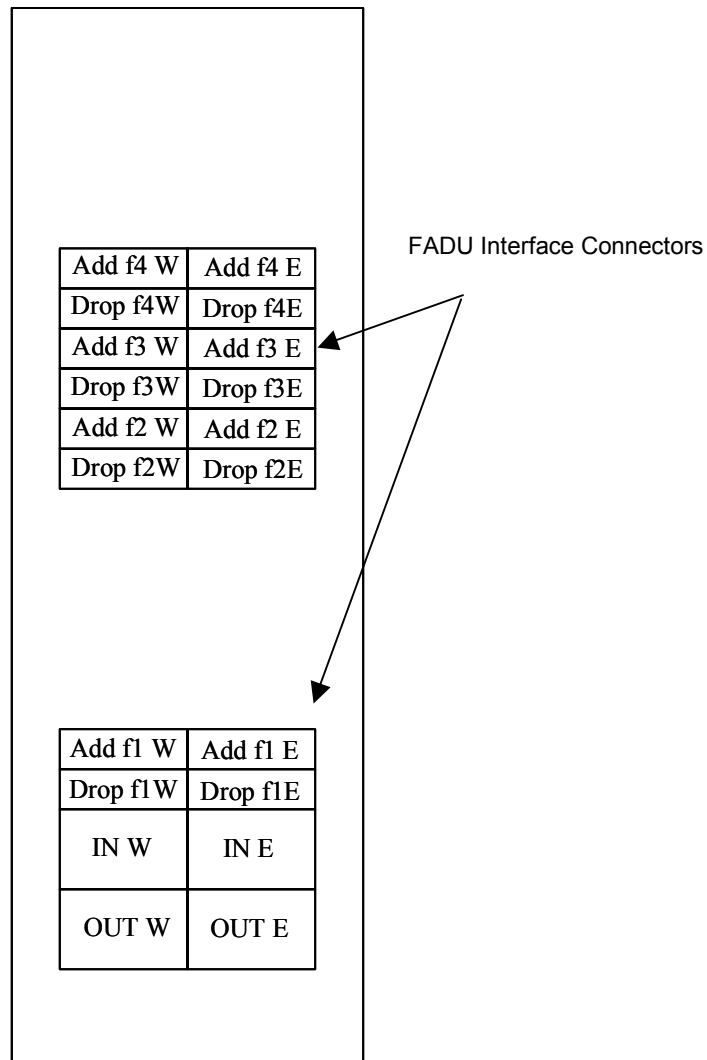 FADU Interface Connectors
Add f4 W Add f4 E
Drop f4W Drop f4E
Add f3 W Add f3 E
Drop f3W Drop f3E
Add f2 W Add f2 E
Drop f2W Drop f2E
Add f1 W Add f1 E
Drop f1W Drop f1E
IN W IN E
OUT W OUT E